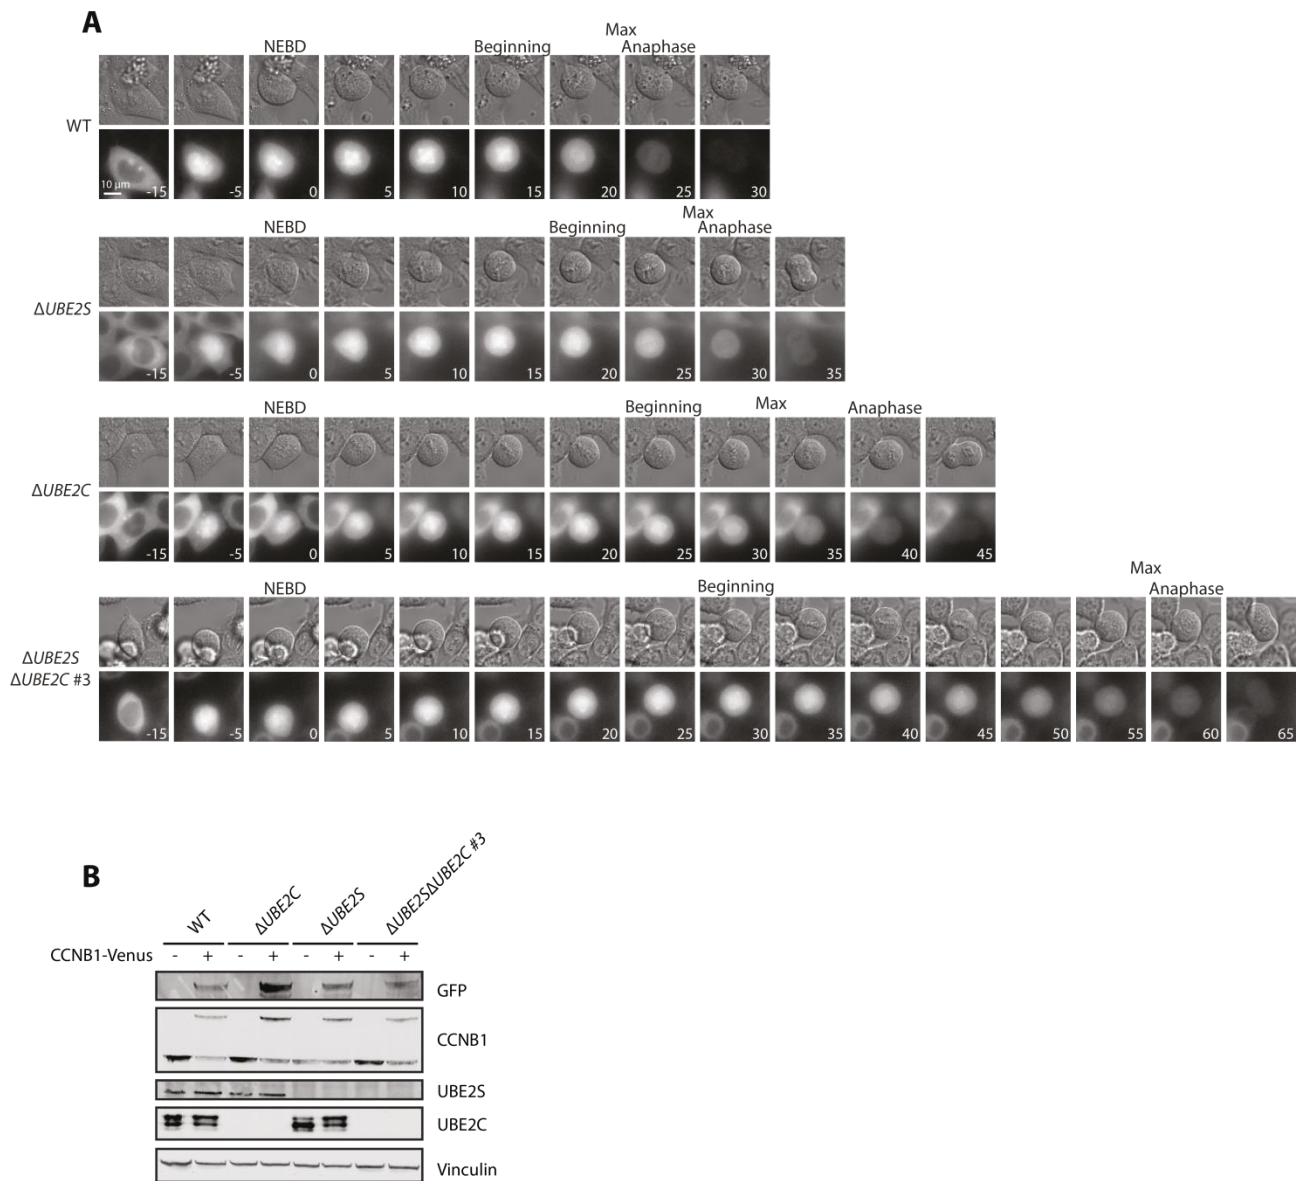 A
Max
NEBD Beginning Anaphase
WT
10 µm
-15 -5 0 5 10 15 20 25 30
Max
NEBD Beginning Anaphase
ΔUBE2S
-15 -5 0 5 10 15 20 25 30 35
NEBD Beginning Max Anaphase
ΔUBE2C
-15 -5 0 5 10 15 20 25 30 35 40 45
Max
NEBD Beginning Anaphase
ΔUBE2S
ΔUBE2C #3
-15 -5 0 5 10 15 20 25 30 35 40 45 50 55 60 65
B
WT ΔUBE2C ΔUBE2S ΔUBE2SΔUBE2C #3
CCNB1-Venus - + - + - + - +
GFP
CCNB1
UBE2S
UBE2C
Vinculin